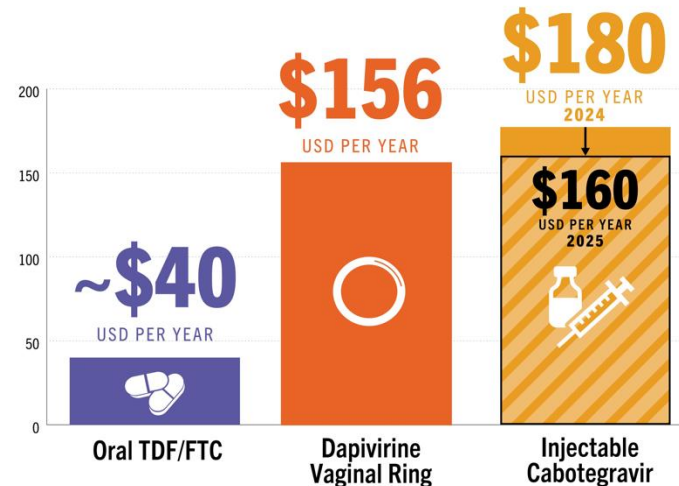 200
150
100
50
0
~$40
USD PER YEAR
$156
USD PER YEAR
$180
USD PER YEAR
2024
$160
USD PER YEAR
2025
Oral TDF/FTC
Dapivirine
Vaginal Ring
Injectable
Cabotegravir